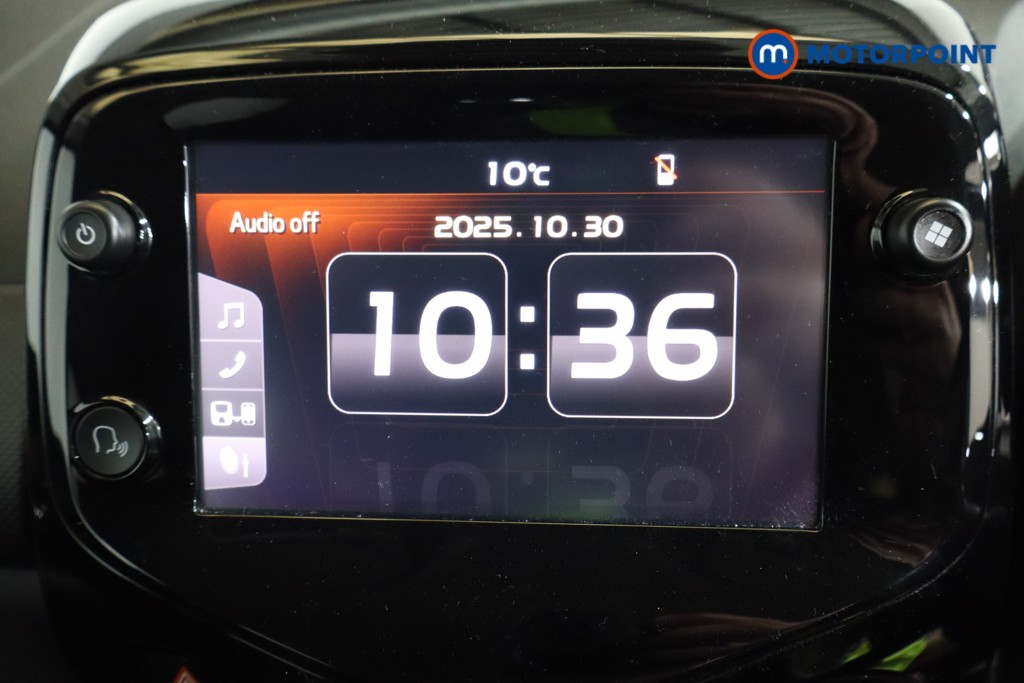 m MOTORPOINT
10°C
Audio off
2025.10.30
10:36